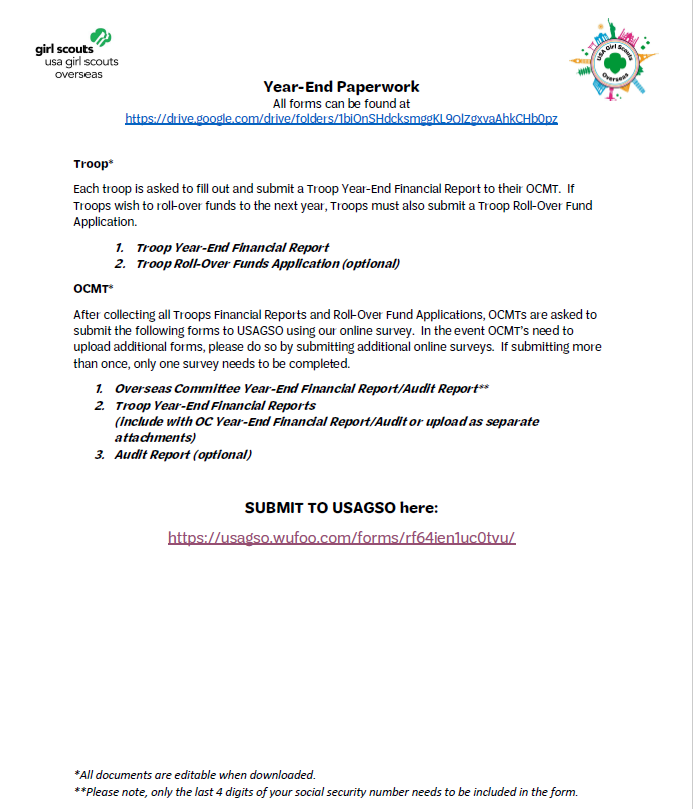 girl scouts
usa girl scouts
overseas
USA Girl Scouts
Overseas
Year-End Paperwork
All forms can be found at
https://drive.google.com/drive/folders/1biOnSHdcksmggKL9OlZgxvaAhkCHb0pz
Troop*
Each troop is asked to fill out and submit a Troop Year-End Financial Report to their OCMT.  If
Troops wish to roll-over funds to the next year, Troops must also submit a Troop Roll-Over Fund
Application.
1. Troop Year-End Financial Report
2. Troop Roll-Over Funds Application (optional)
OCMT*
After collecting all Troops Financial Reports and Roll-Over Fund Applications, OCMTs are asked to
submit the following forms to USAGSO using our online survey.  In the event OCMT's need to
upload additional forms, please do so by submitting additional online surveys.  If submitting more
than once, only one survey needs to be completed.
1. Overseas Committee Year-End Financial Report/Audit Report**
2. Troop Year-End Financial Reports
(Include with OC Year-End Financial Report/Audit or upload as separate
attachments)
3. Audit Report (optional)
SUBMIT TO USAGSO here:
https://usagso.wufoo.com/forms/rf64ien1uc0tvu/
*All documents are editable when downloaded.
**Please note, only the last 4 digits of your social security number needs to be included in the form.